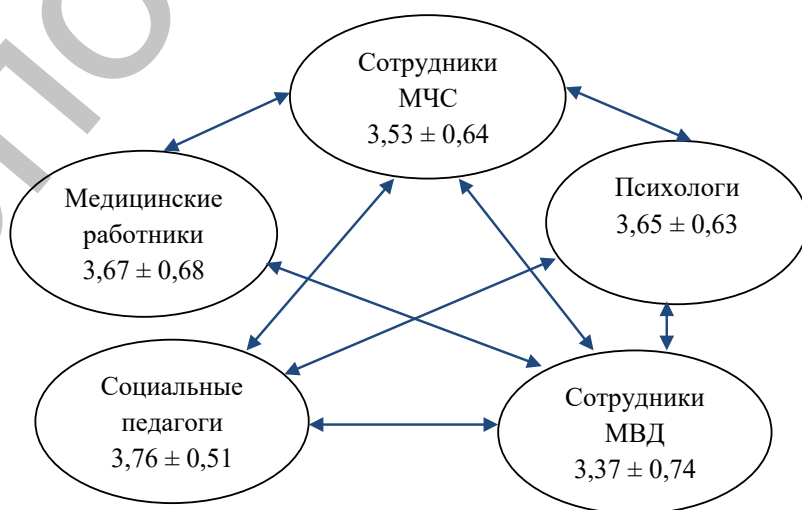 Сотрудники
МЧС
3,53 ± 0,64
Медицинские
работники
3,67 ± 0,68
Психологи
3,65 ± 0,63
Социальные
педагоги
3,76 ± 0,51
Сотрудники
МВД
3,37 ± 0,74